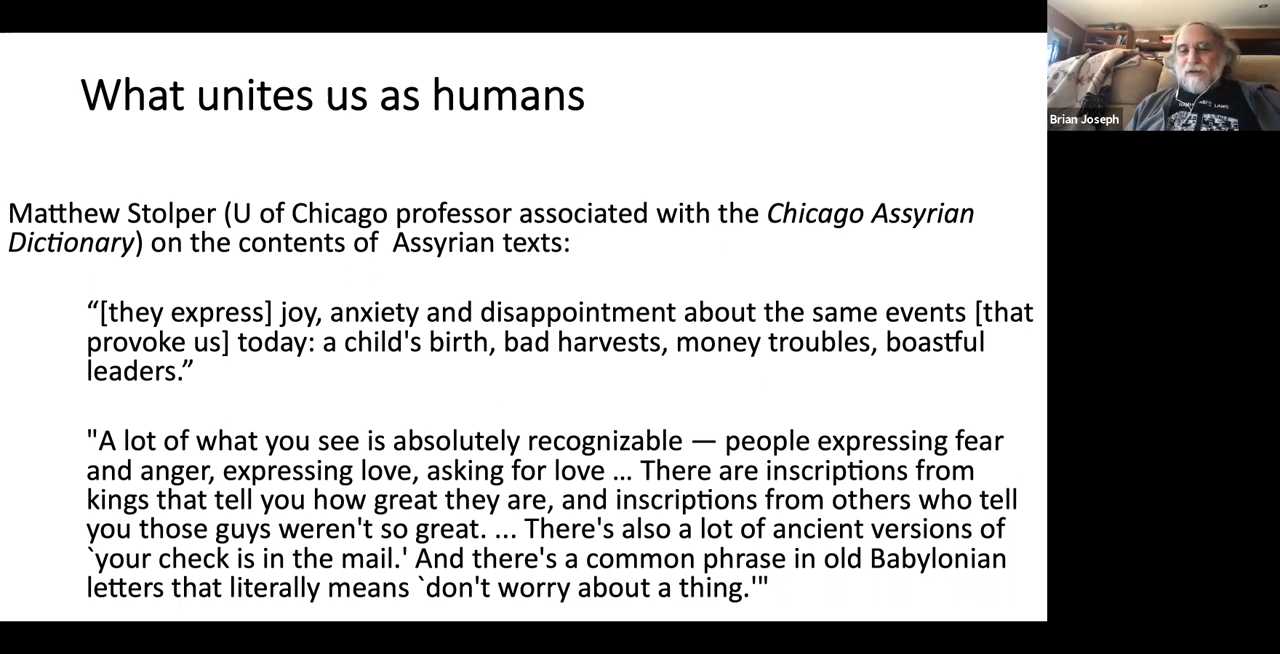 What unites us as humans
Matthew Stolper (U of Chicago professor associated with the Chicago Assyrian
Dictionary) on the contents of  Assyrian texts:
“[they express] joy, anxiety and disappointment about the same events [that
provoke us] today: a child's birth, bad harvests, money troubles, boastful
leaders.”
"A lot of what you see is absolutely recognizable — people expressing fear
and anger, expressing love, asking for love ... There are inscriptions from
kings that tell you how great they are, and inscriptions from others who tell
you those guys weren't so great. ... There's also a lot of ancient versions of
`your check is in the mail.' And there's a common phrase in old Babylonian
letters that literally means `don't worry about a thing.'"
Brian Joseph
LAWS